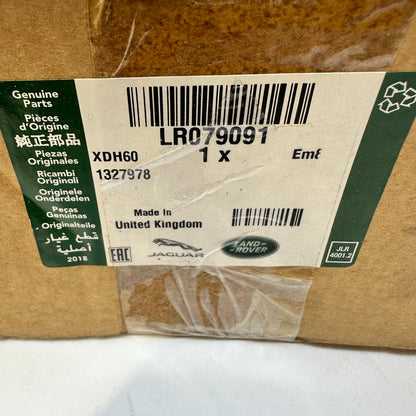 Genuine
Parts
Pièces
d'Origine
純正部品
Piezas
Originales
Ricambi
Originali
Originele
Onderdelen
Peças
Genuinas
Originalteile
قطع غيار
أصلية
2018
LR079091
XDH60 1 x
1327978
Made In
United Kingdom
EAC
JAGUAR
LAND-
-ROVER
JLR
4001.2